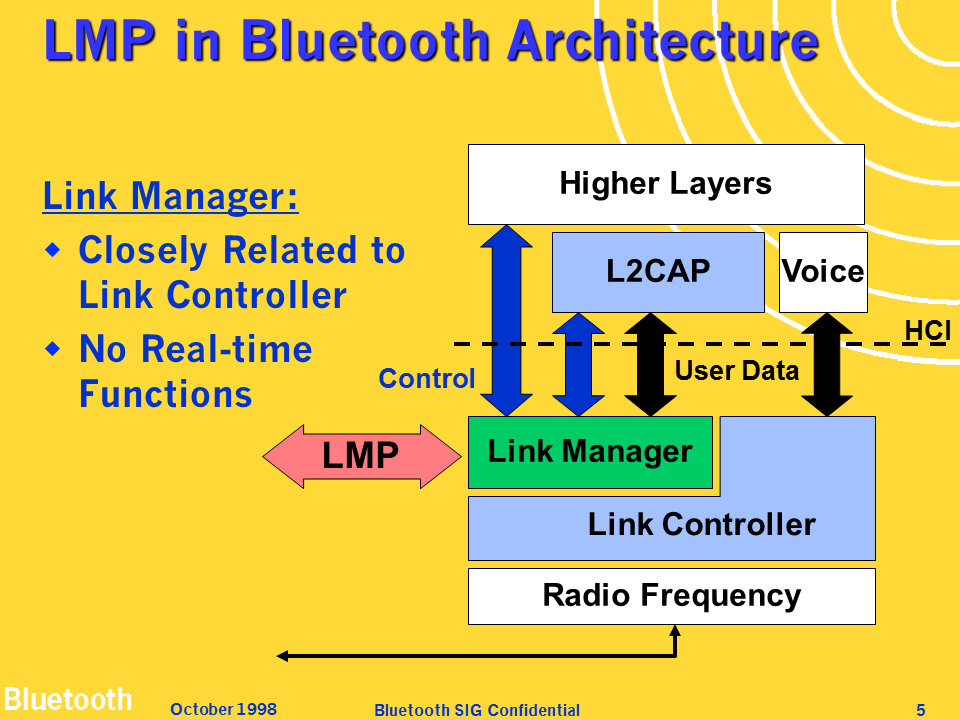 LMP in Bluetooth Architecture
Link Manager:
Closely Related to
Link Controller
No Real-time
Functions
Higher Layers
L2CAP
Voice
HCI
Control
User Data
LMP
Link Manager
Link Controller
Radio Frequency
Bluetooth
October 1998
Bluetooth SIG Confidential
5